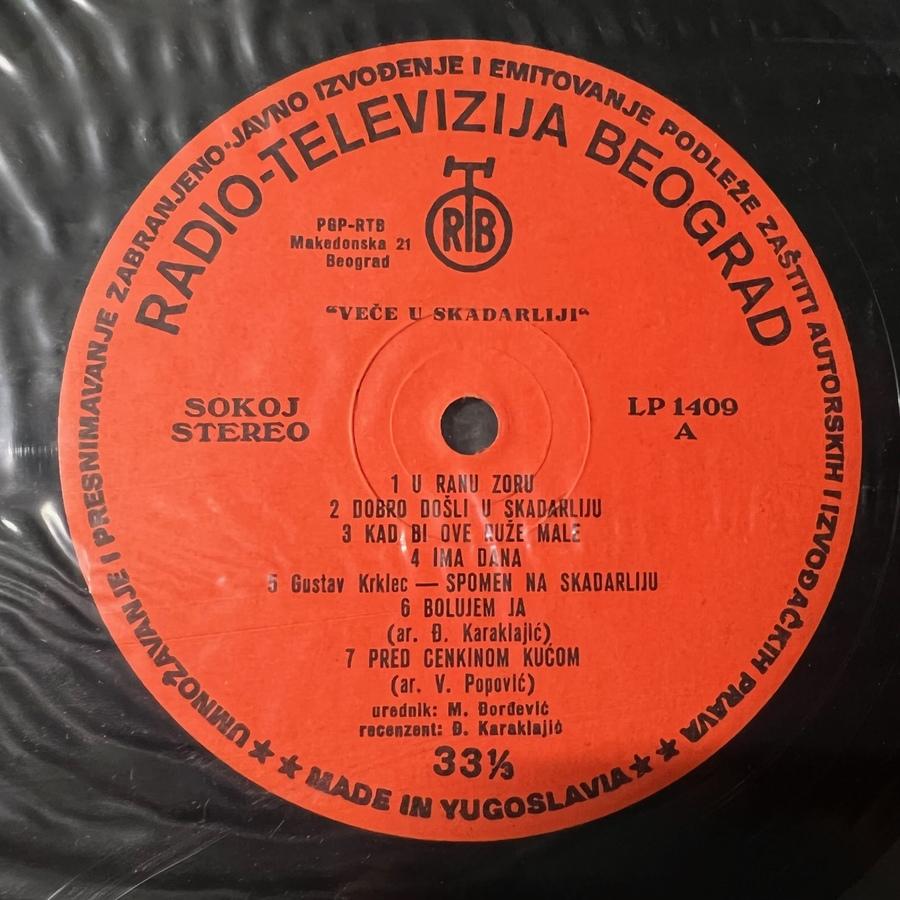 UMNOŽAVANJE I PRESNIMAVANJE ZABRANJENO·JAVNO IZVOĐENJE I EMITOVANJE PODLEŽE ZAŠTITI AUTORSKIH I IZVOĐAČKIH PRAVA
RADIO-TELEVIZIJA BEOGRAD
RTB
PGP-RTB
Makedonska 21
Beograd
“VEČE U SKADARLIJI“
SOKOJ
STEREO
LP 1409
A
1 U RANU ZORU
2 DOBRO DOŠLI U SKADARLIJU
3 KAD BI OVE RUŽE MALE
4 IMA DANA
5 Gustav Krklec — SPOMEN NA SKADARLIJU
6 BOLUJEM JA
(ar. Đ. Karaklajić)
7 PRED CENKINOM KUĆOM
(ar. V. Popović)
urednik: M. Đorđević
recenzent: Đ. Karaklajić
33⅓
★ ★ MADE IN YUGOSLAVIA ★ ★